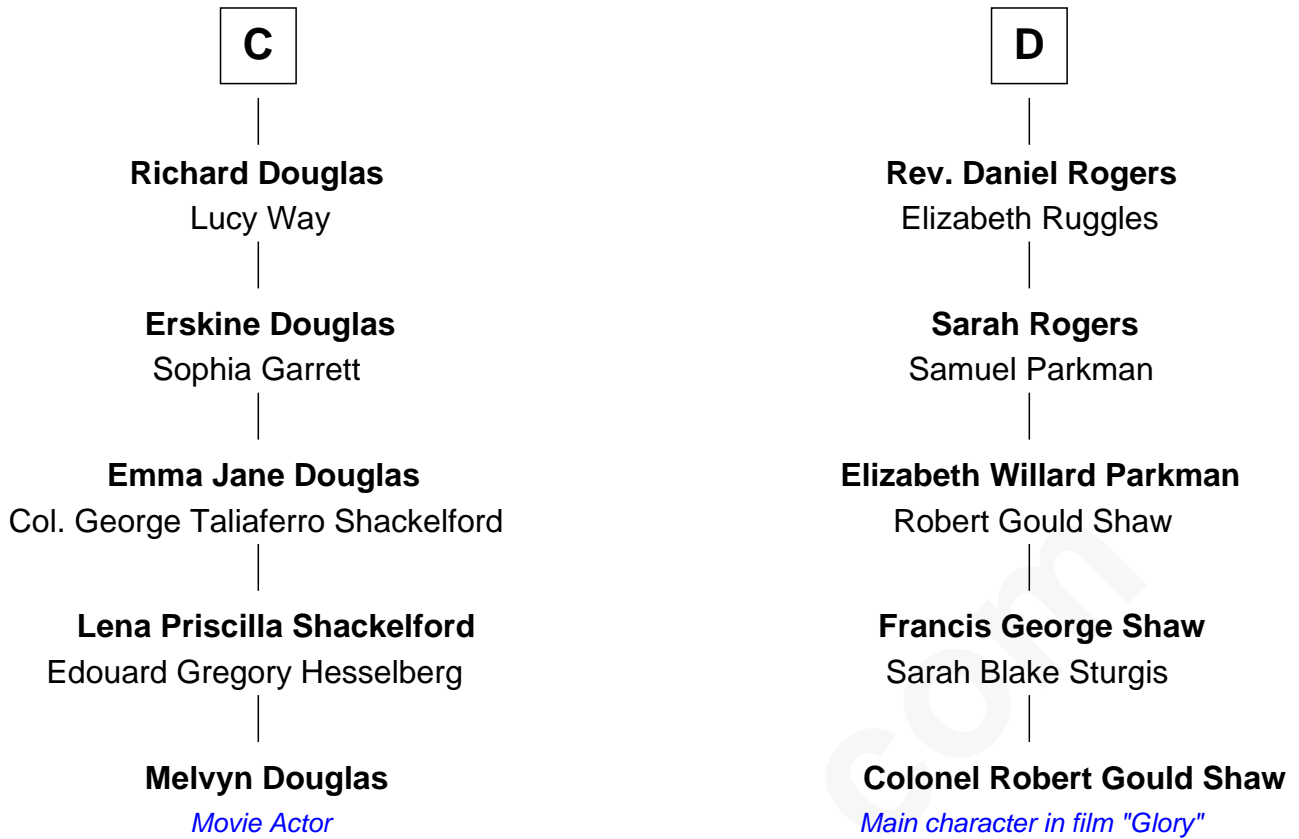 C
Richard Douglas
Lucy Way
Erskine Douglas
Sophia Garrett
Emma Jane Douglas
Col. George Taliaferro Shackelford
Lena Priscilla Shackelford
Edouard Gregory Hesselberg
Melvyn Douglas
Movie Actor
D
Rev. Daniel Rogers
Elizabeth Ruggles
Sarah Rogers
Samuel Parkman
Elizabeth Willard Parkman
Robert Gould Shaw
Francis George Shaw
Sarah Blake Sturgis
Colonel Robert Gould Shaw
Main character in film "Glory"
com